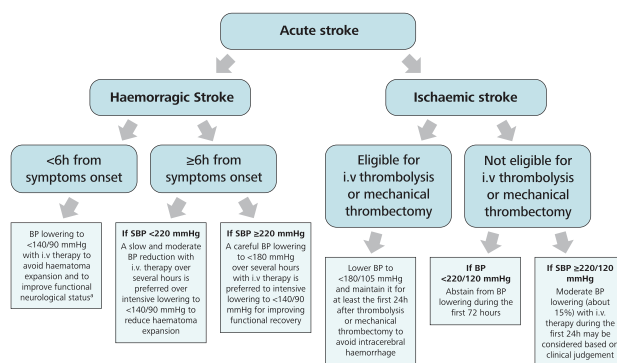 Acute stroke
Haemorragic Stroke
Ischaemic stroke
<6h from
symptoms onset
≥6h from
symptoms onset
Eligible for
i.v thrombolysis
or mechanical
thrombectomy
Not eligible for
i.v thrombolysis
or mechanical
thrombectomy
BP lowering to
<140/90 mmHg
with i.v therapy to
avoid haematoma
expansion and to
improve functional
neurological statusᵃ
If SBP <220 mmHg
A slow and moderate
BP reduction with
i.v. therapy over
several hours is
preferred over
intensive lowering to
<140/90 mmHg to
reduce haematoma
expansion
If SBP ≥220 mmHg
A careful BP lowering
to <180 mmHg
over several hours
with i.v therapy is
preferred to intensive
lowering to <140/90
mmHg for improving
functional recovery
Lower BP to
<180/105 mmHg
and maintain it for
at least the first 24h
after thrombolysis
or mechanical
thrombectomy to
avoid intracerebral
haemorrhage
If BP
<220/120 mmHg
Abstain from BP
lowering during the
first 72 hours
If SBP ≥220/120
mmHg
Moderate BP
lowering (about
15%) with i.v.
therapy during the
first 24h may be
considered based on
clinical judgement